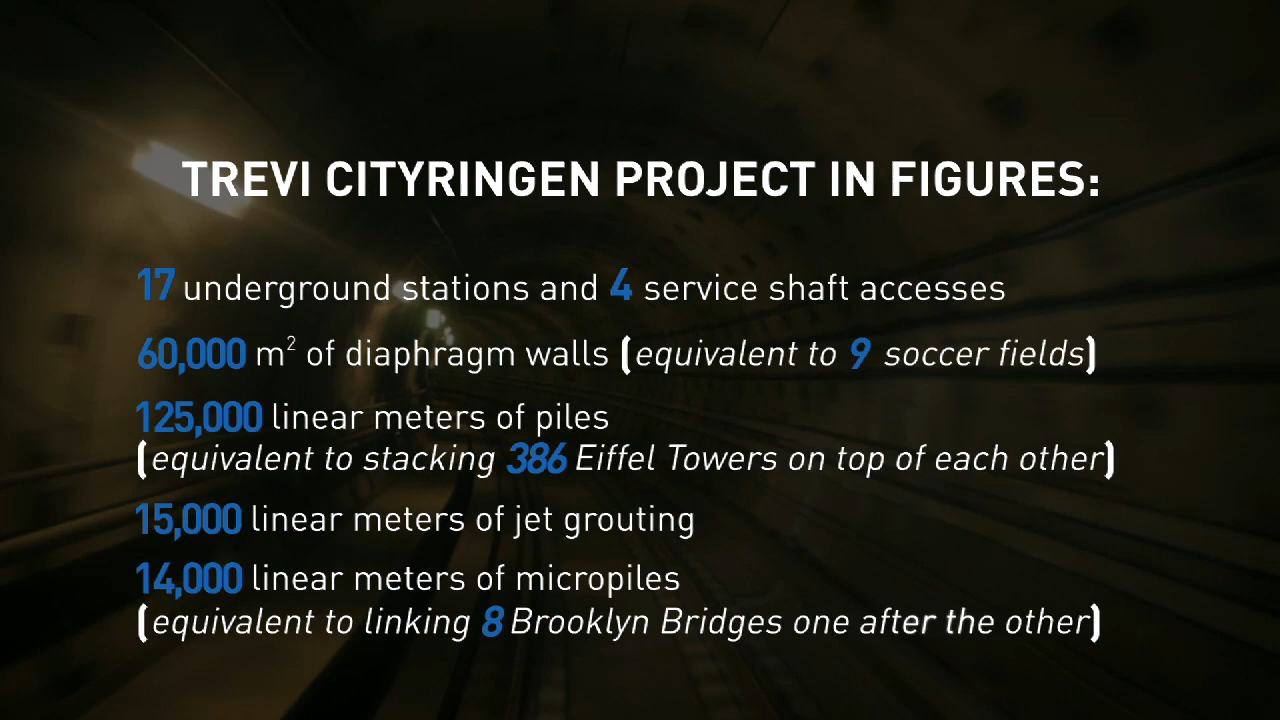 TREVI CITYRINGEN PROJECT IN FIGURES:
17 underground stations and 4 service shaft accesses
60,000 m² of diaphragm walls (equivalent to 9 soccer fields)
125,000 linear meters of piles
(equivalent to stacking 386 Eiffel Towers on top of each other)
15,000 linear meters of jet grouting
14,000 linear meters of micropiles
(equivalent to linking 8 Brooklyn Bridges one after the other)